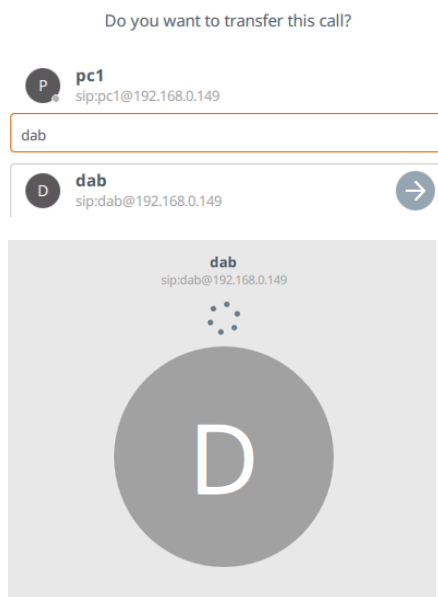 Do you want to transfer this call?
P
pc1
sip:pc1@192.168.0.149
dab
D
dab
sip:dab@192.168.0.149
dab
sip:dab@192.168.0.149
D